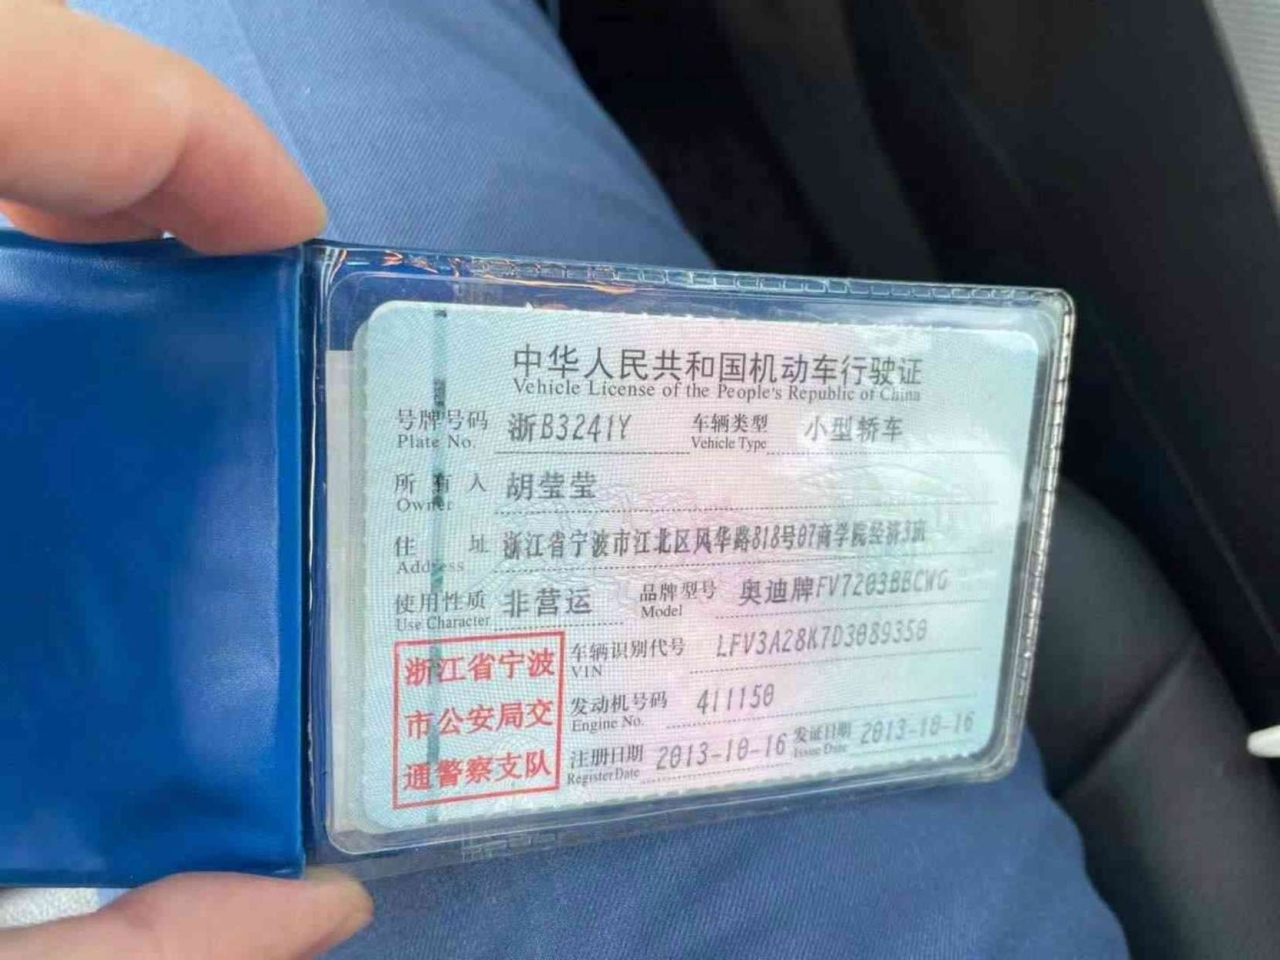 中华人民共和国机动车行驶证
Vehicle License of the People's Republic of China
号牌号码 浙B3241Y 车辆类型 小型轿车
Plate No. Vehicle Type
所有人 胡莹莹
Owner
住址 浙江省宁波市江北区风华路818号07商学院经济3班
Address
使用性质 非营运 品牌型号 奥迪牌FV7203BBCWG
Use Character Model
浙江省宁波
市公安局交
通警察支队
车辆识别代号 LFV3A28K7D3089350
VIN
发动机号码 411150
Engine No.
注册日期 2013-10-16 发证日期 2013-10-16
Register Date Issue Date